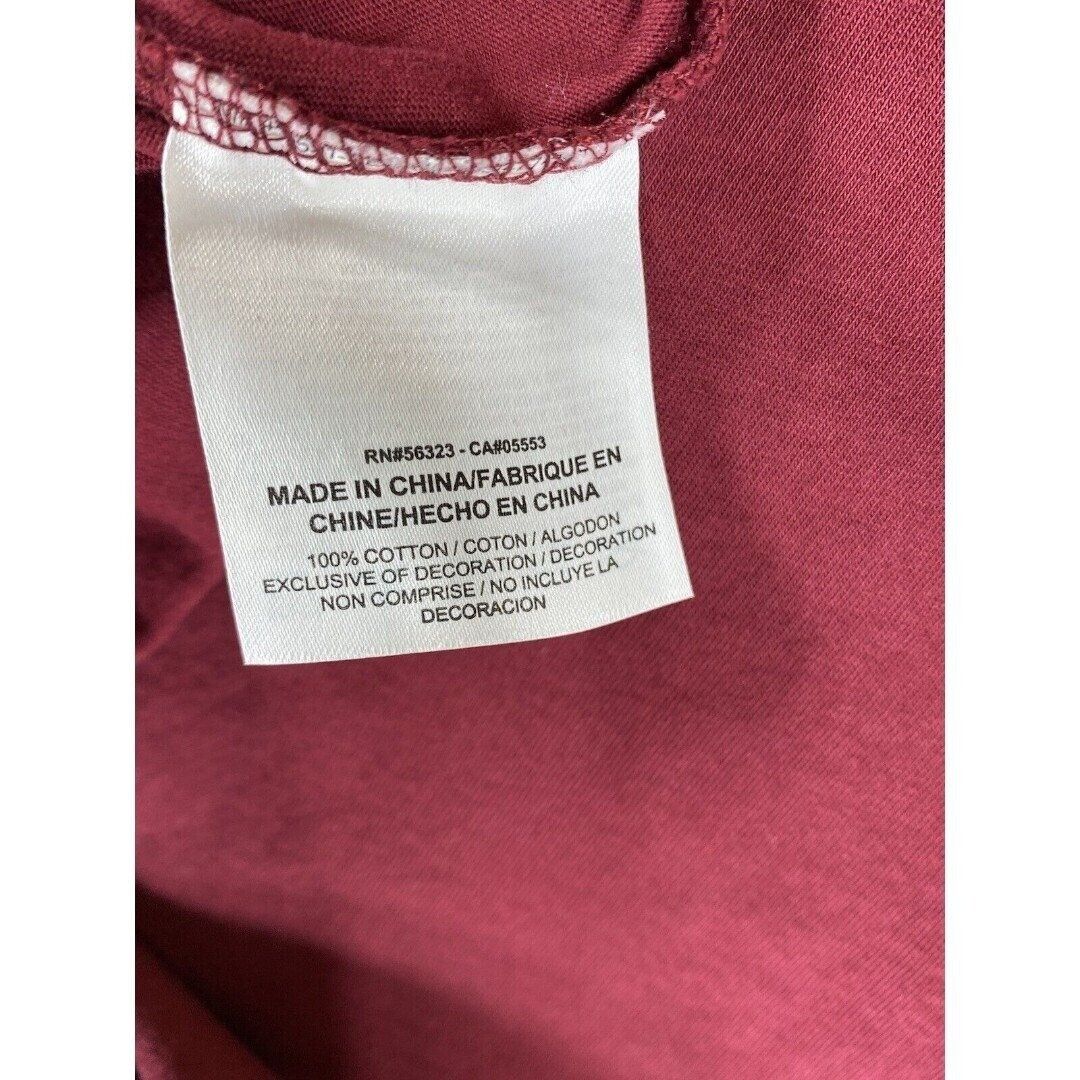 RN#56323 - CA#05553
MADE IN CHINA/FABRIQUE EN
CHINE/HECHO EN CHINA
100% COTTON / COTON / ALGODON
EXCLUSIVE OF DECORATION / DECORATION
NON COMPRISE / NO INCLUYE LA
DECORACION